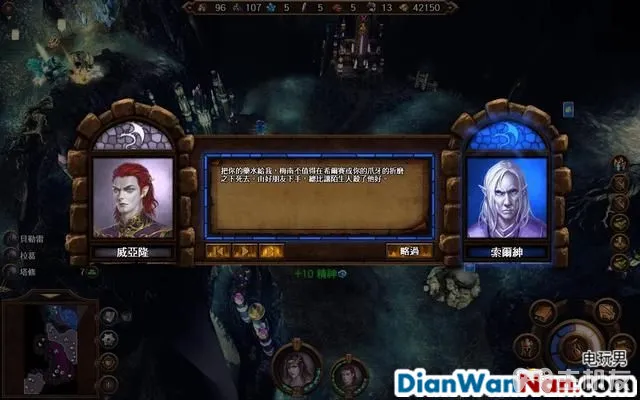 96 107 5 5 5 13 42150
把你的藥水給我，梅南不值得在希爾賽或你的爪牙的折磨
之下死去。由好朋友下手，總比讓陌生人殺了他好。
威亞隆
略過
索爾紳
貝勒雷
拉葛
塔修
7
+10 精神
电玩男
DianWanNan.com